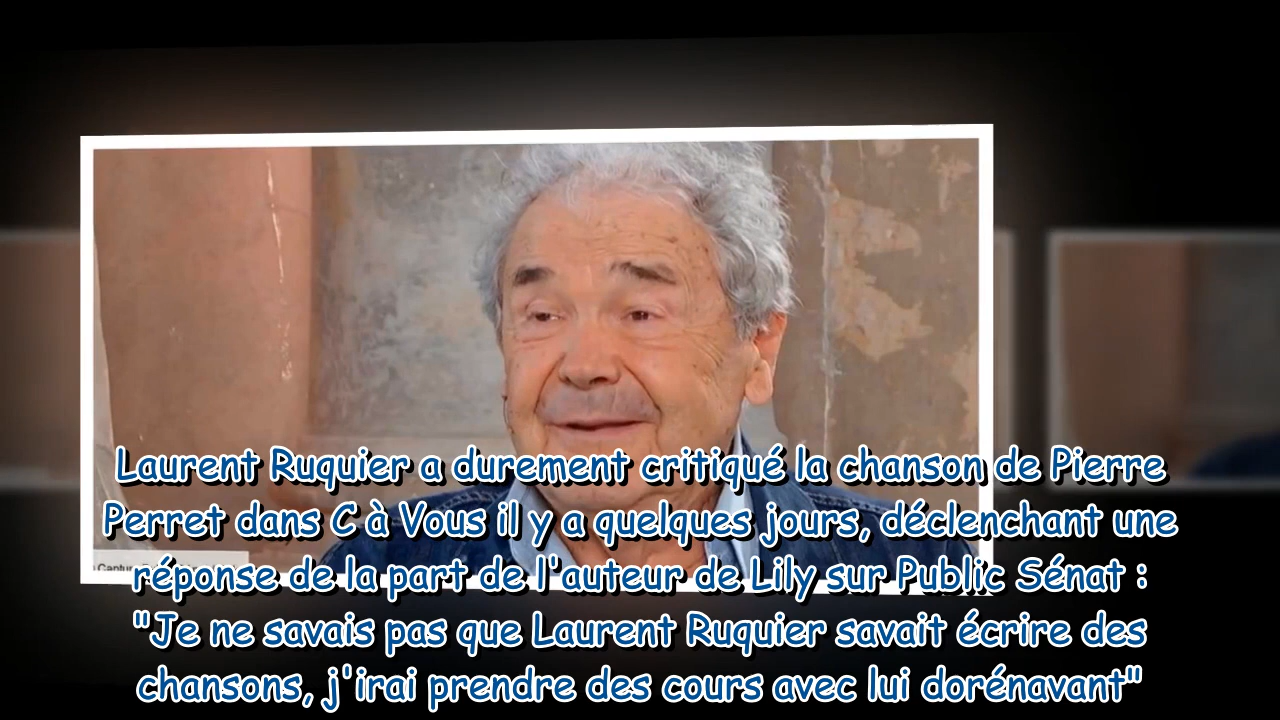 Captur
Laurent Ruquier a durement critiqué la chanson de Pierre
Perret dans C à Vous il y a quelques jours, déclenchant une
réponse de la part de l'auteur de Lily sur Public Sénat :
"Je ne savais pas que Laurent Ruquier savait écrire des
chansons, j'irai prendre des cours avec lui dorénavant"